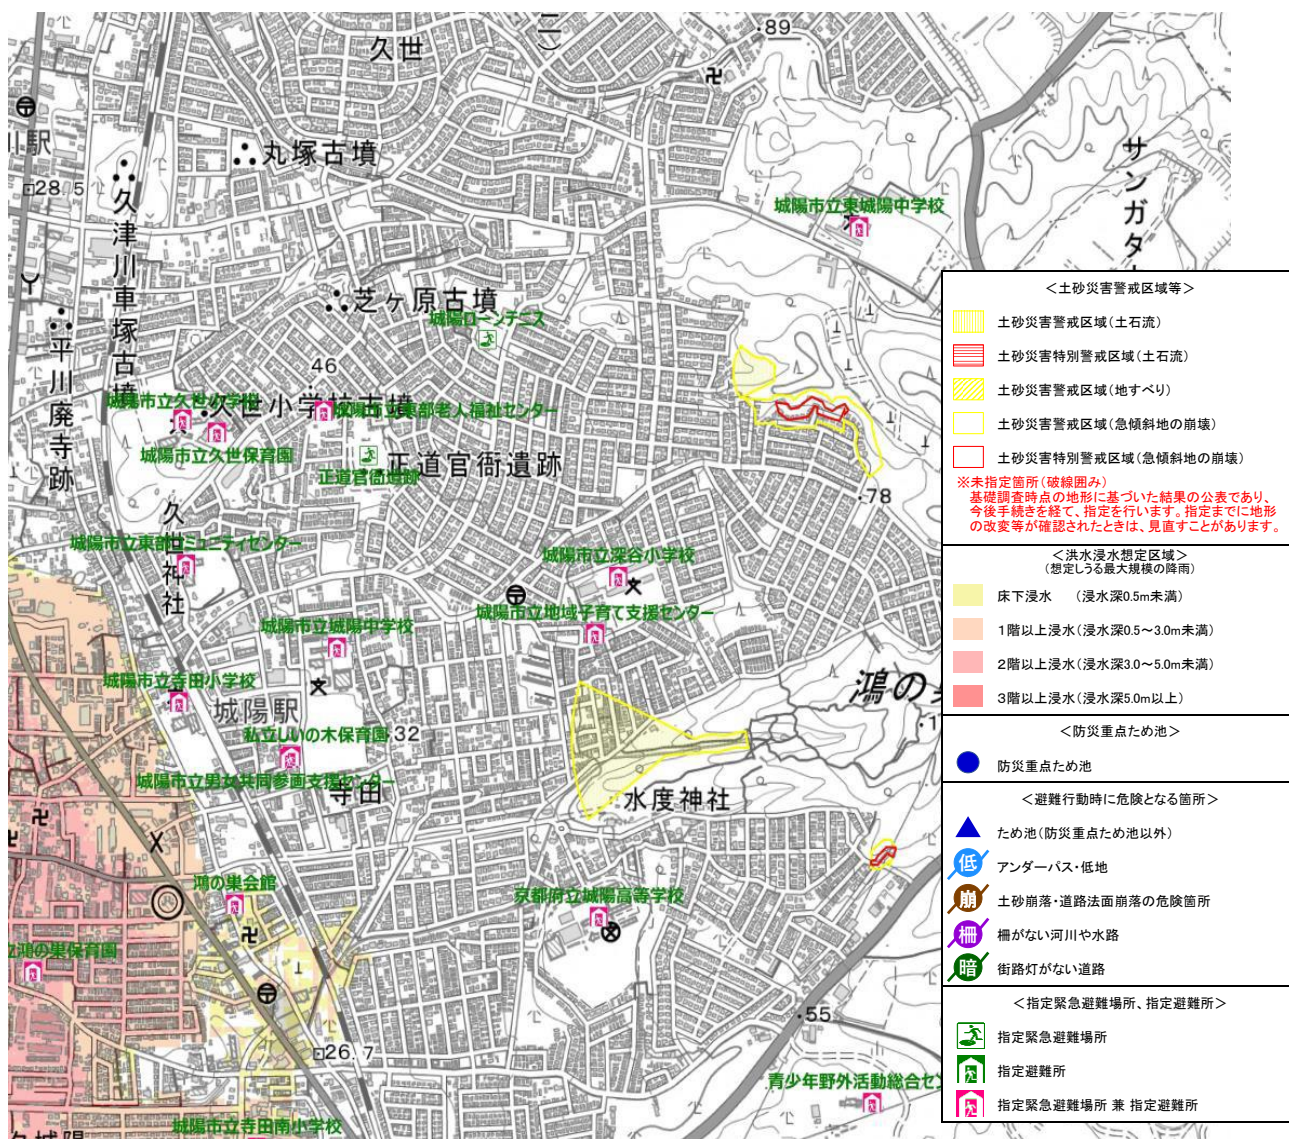 久世
二)
89
川駅
丸塚古墳
28.5
久津川車塚古墳
サンガタ
城陽市立東城陽中学校
芝ヶ原古墳
城陽ローンテニス
平川廃寺跡
46
城陽市立久世小学校
久世小学校古墳
城陽市立東部老人福祉センター
城陽市立久世保育園
正道官衙遺跡
正道官衙遺跡
78
久世神社
城陽市立東部コミュニティセンター
城陽市立深谷小学校
城陽市立地域子育て支援センター
城陽市立城陽中学校
城陽市立寺田小学校
城陽駅
鴻の巣
私立しいの木保育園
32
城陽市立男女共同参画支援センター
寺田
水度神社
鴻の巣会館
京都府立城陽高等学校
立鴻の巣保育園
55
26.7
青少年野外活動総合セン
城陽市立寺田南小学校
久城陽
<土砂災害警戒区域等>
土砂災害警戒区域(土石流)
土砂災害特別警戒区域(土石流)
土砂災害警戒区域(地すべり)
土砂災害警戒区域(急傾斜地の崩壊)
土砂災害特別警戒区域(急傾斜地の崩壊)
※未指定箇所(破線囲み)
基礎調査時点の地形に基づいた結果の公表であり、
今後手続きを経て、指定を行います。指定までに地形
の改変等が確認されたときは、見直すことがあります。
<洪水浸水想定区域>
(想定しうる最大規模の降雨)
床下浸水 (浸水深0.5m未満)
1階以上浸水(浸水深0.5~3.0m未満)
2階以上浸水(浸水深3.0~5.0m未満)
3階以上浸水(浸水深5.0m以上)
<防災重点ため池>
防災重点ため池
<避難行動時に危険となる箇所>
ため池(防災重点ため池以外)
低 アンダーパス・低地
崩 土砂崩落・道路法面崩落の危険箇所
柵 柵がない河川や水路
暗 街路灯がない道路
<指定緊急避難場所、指定避難所>
指定緊急避難場所
指定避難所
指定緊急避難場所 兼 指定避難所